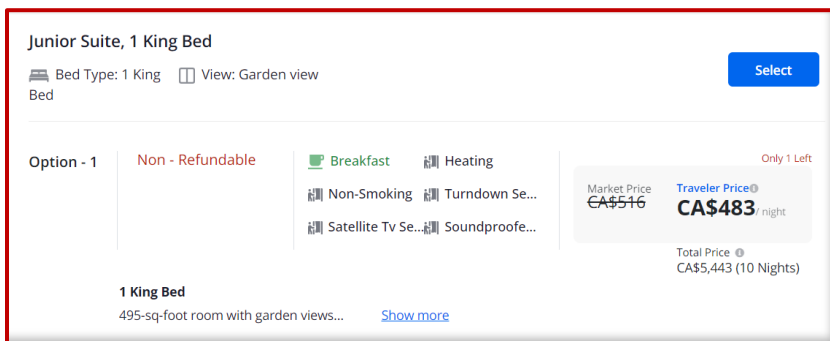 Junior Suite, 1 King Bed
Bed Type: 1 King
Bed
View: Garden view
Select
Option - 1
Non - Refundable
Breakfast
Heating
Non-Smoking
Turndown Se...
Satellite Tv Se...
Soundproofe...
Only 1 Left
Market Price
CA$516
Traveler Price
CA$483/ night
Total Price
CA$5,443 (10 Nights)
1 King Bed
495-sq-foot room with garden views...
Show more